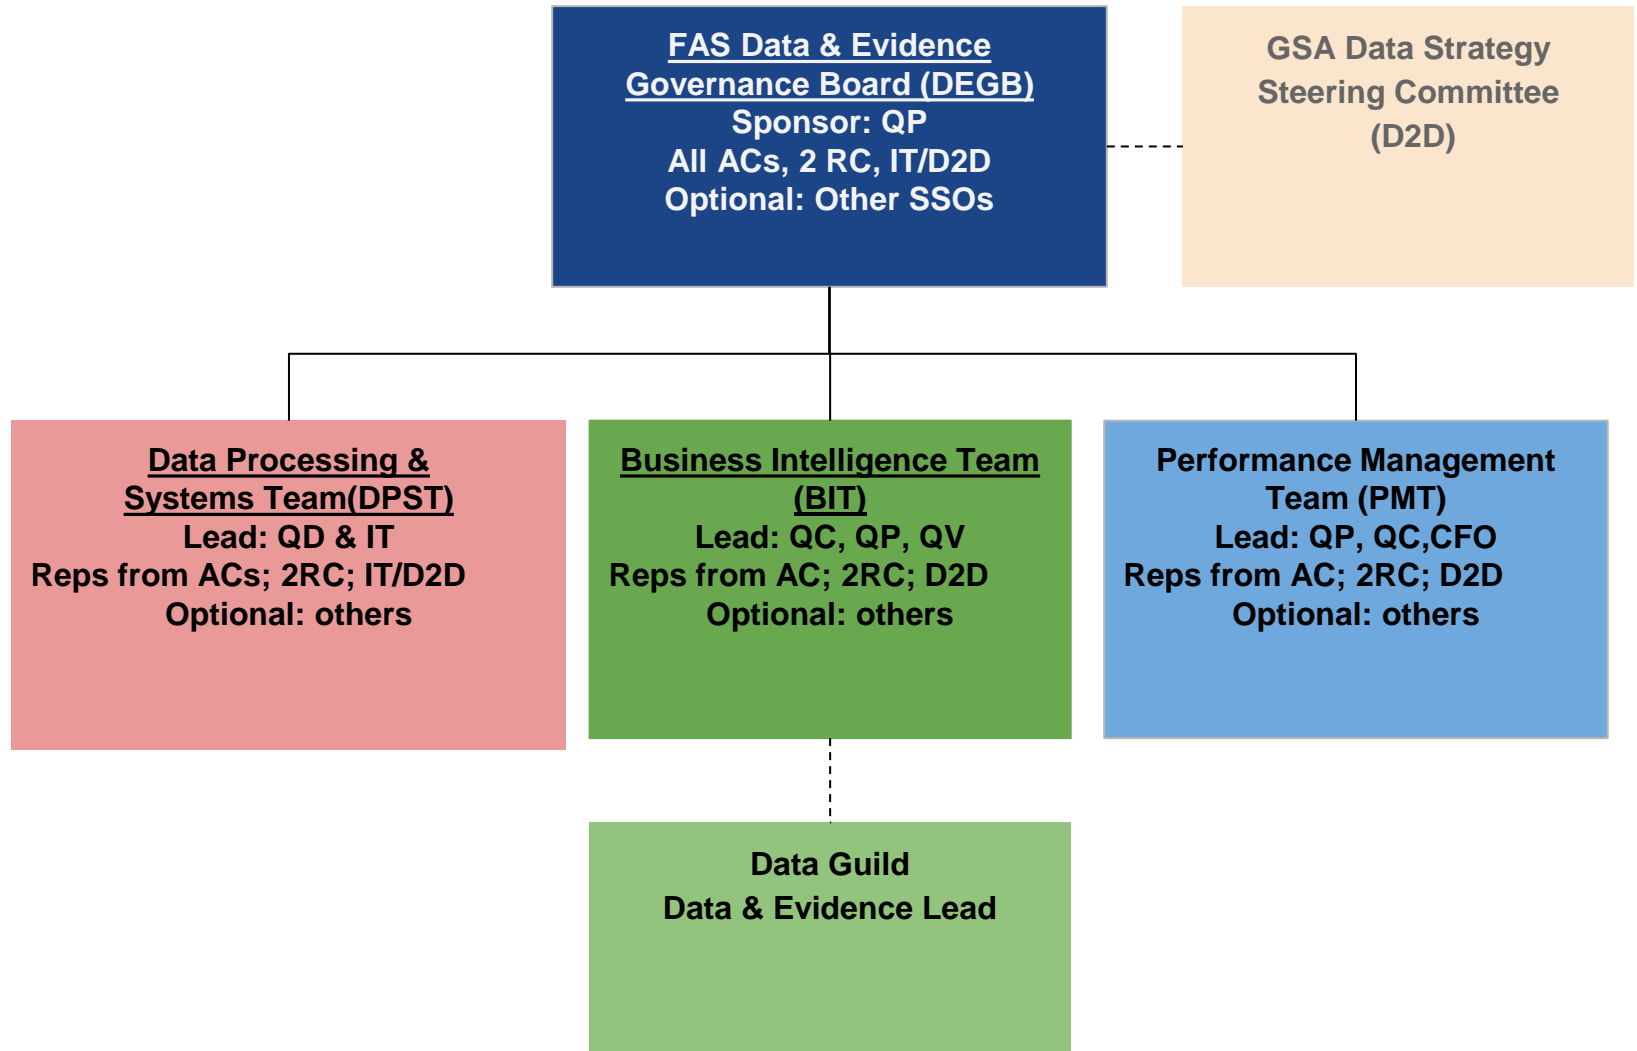 FAS Data & Evidence
Governance Board (DEGB)
Sponsor: QP
All ACs, 2 RC, IT/D2D
Optional: Other SSOs
GSA Data Strategy
Steering Committee
(D2D)
Data Processing &
Systems Team(DPST)
Lead: QD & IT
Reps from ACs; 2RC; IT/D2D
Optional: others
Business Intelligence Team
(BIT)
Lead: QC, QP, QV
Reps from AC; 2RC; D2D
Optional: others
Performance Management
Team (PMT)
Lead: QP, QC,CFO
Reps from AC; 2RC; D2D
Optional: others
Data Guild
Data & Evidence Lead